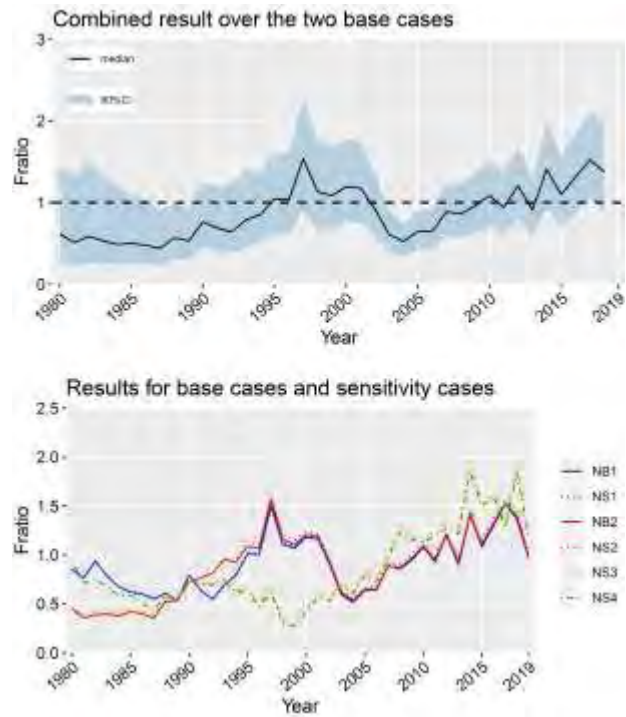 Combined result over the two base cases
3
median
2
Fratio
1
0
1980 1985 1990 1995 2000 2005 2010 2015 2019
Year
Results for base cases and sensitivity cases
2.5
2.0
NB1
NS1
1.5
NB2
Fratio
1.0
NS2
NS3
0.5
NS4
0.0
1980 1985 1990 1995 2000 2005 2010 2015 2019
Year